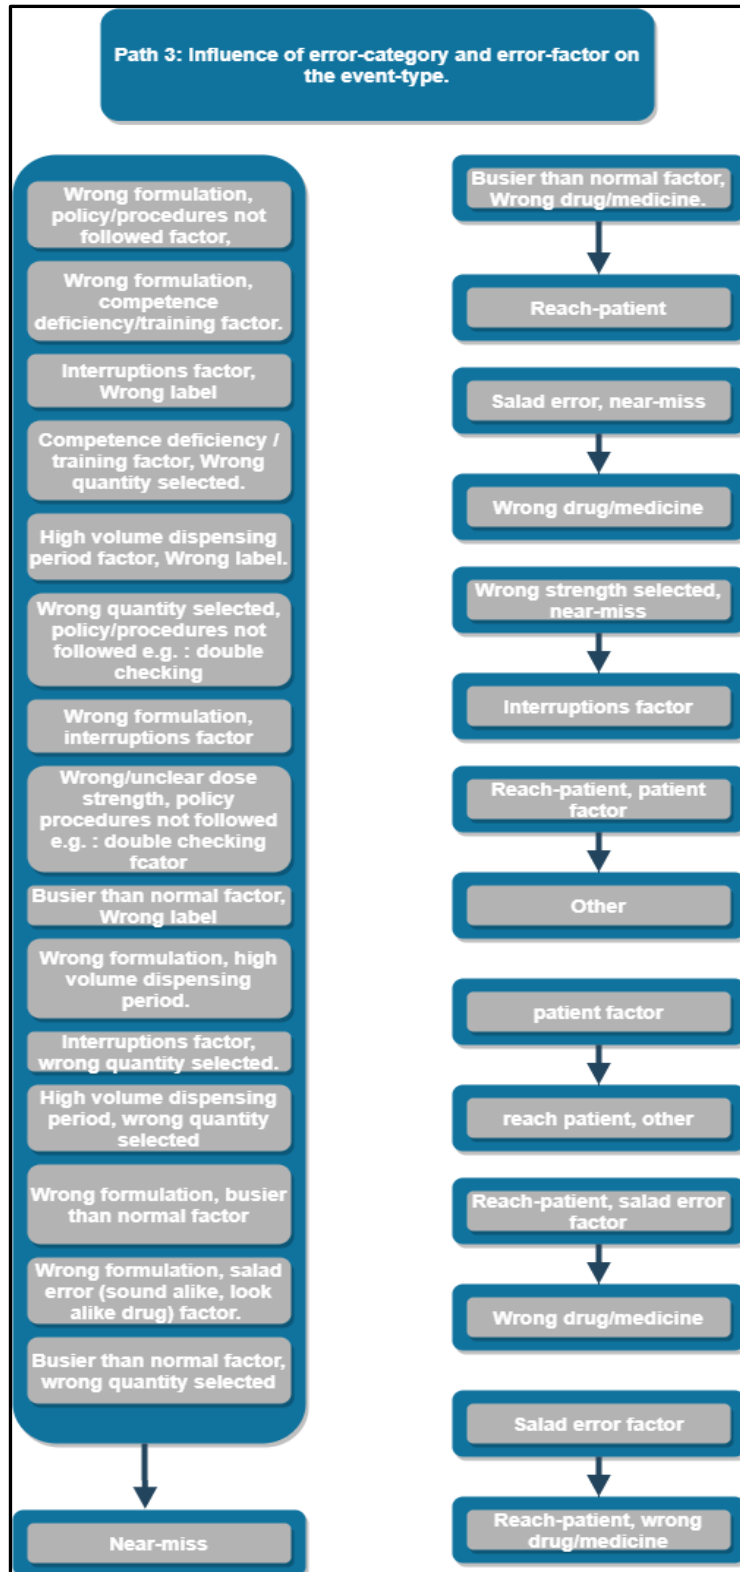 Path 3: Influence of error-category and error-factor on
the event-type.
Wrong formulation,
policy/procedures not
followed factor,
Wrong formulation,
competence
deficiency/training factor.
Interruptions factor,
Wrong label
Competence deficiency /
training factor, Wrong
quantity selected.
High volume dispensing
period factor, Wrong label.
Wrong quantity selected,
policy/procedures not
followed e.g. : double
checking
Wrong formulation,
interruptions factor
Wrong/unclear dose
strength, policy
procedures not followed
e.g. : double checking
fcator
Busier than normal factor,
Wrong label
Wrong formulation, high
volume dispensing
period.
Interruptions factor,
wrong quantity selected.
High volume dispensing
period, wrong quantity
selected
Wrong formulation, busier
than normal factor
Wrong formulation, salad
error (sound alike, look
alike drug) factor.
Busier than normal factor,
wrong quantity selected
Near-miss
Busier than normal factor,
Wrong drug/medicine.
Reach-patient
Salad error, near-miss
Wrong drug/medicine
Wrong strength selected,
near-miss
Interruptions factor
Reach-patient, patient
factor
Other
patient factor
reach patient, other
Reach-patient, salad error
factor
Wrong drug/medicine
Salad error factor
Reach-patient, wrong
drug/medicine